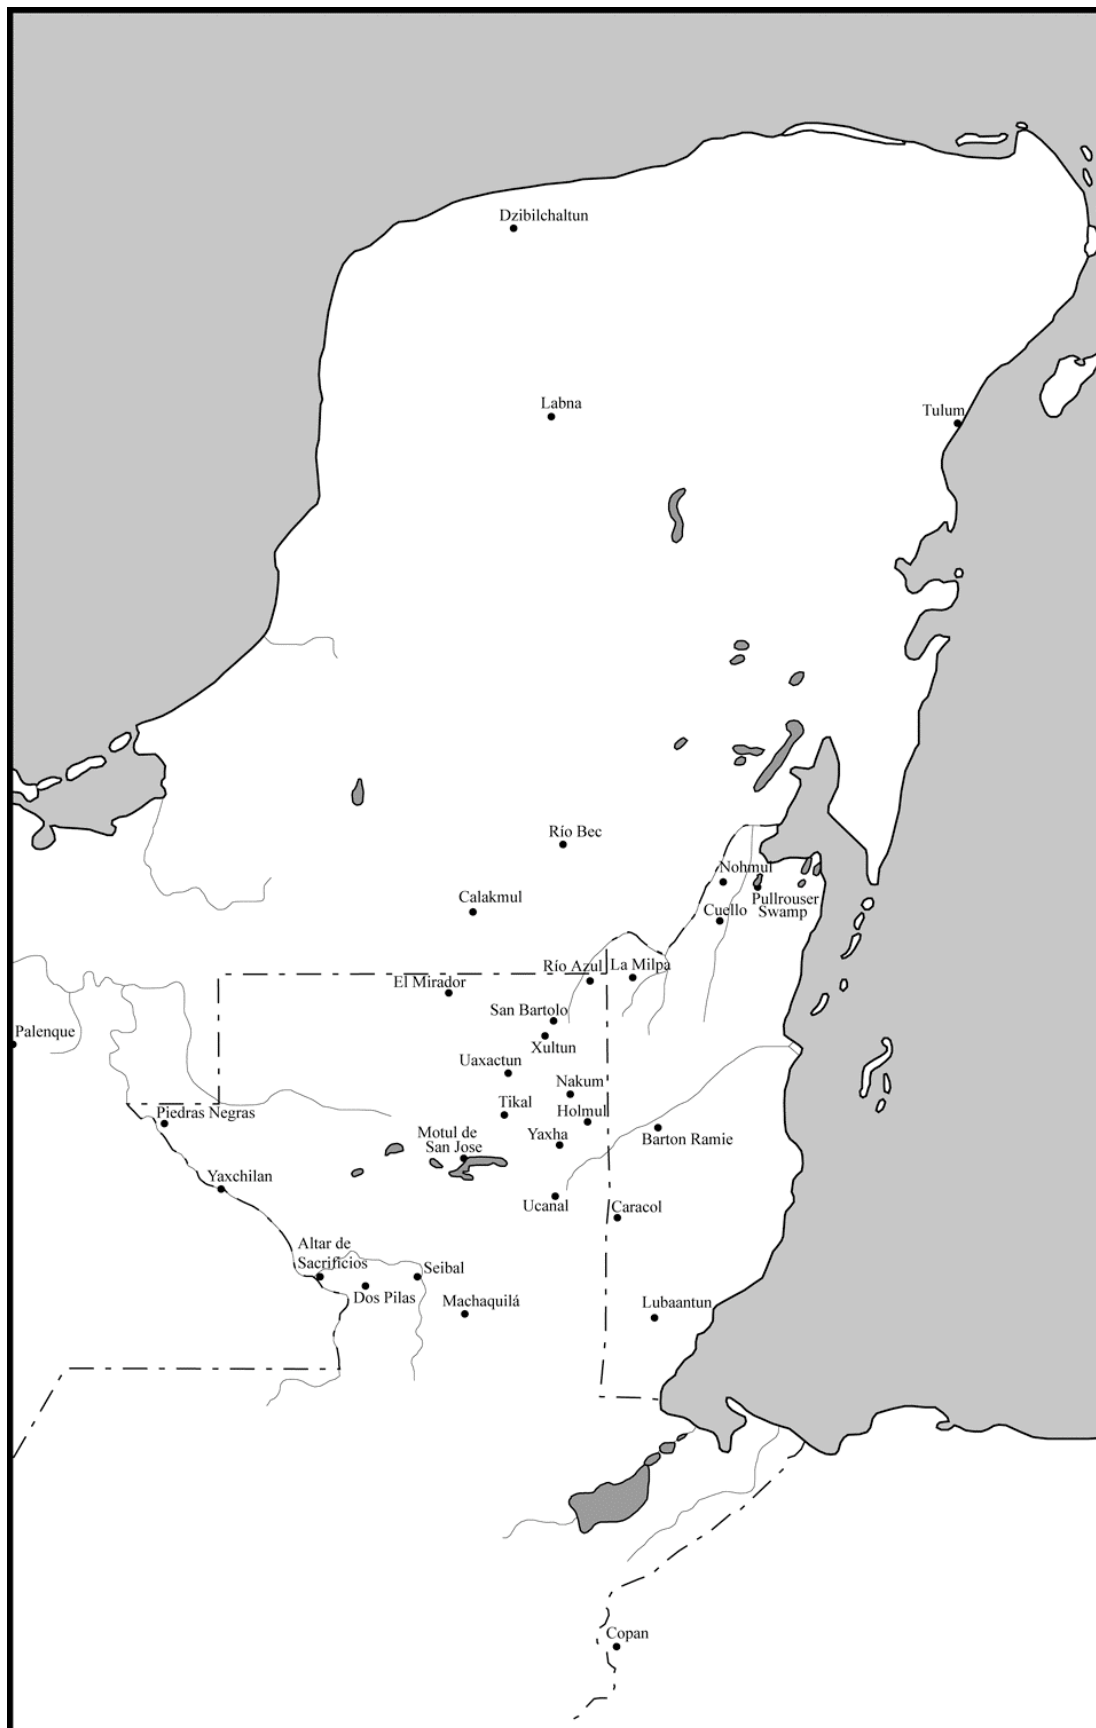 Dzibilchaltun
Labna
Tulum
Río Bec
Nohmul
Calakmul
Pullrouser
Swamp
Cuello
Río Azul
La Milpa
El Mirador
San Bartolo
Palenque
Xultun
Uaxactun
Nakum
Tikal
Holmul
Piedras Negras
Motul de
San Jose
Yaxha
Barton Ramie
Yaxchilan
Ucanal
Caracol
Altar de
Sacrificios
Seibal
Dos Pilas
Machaquilá
Lubaantun
Copan